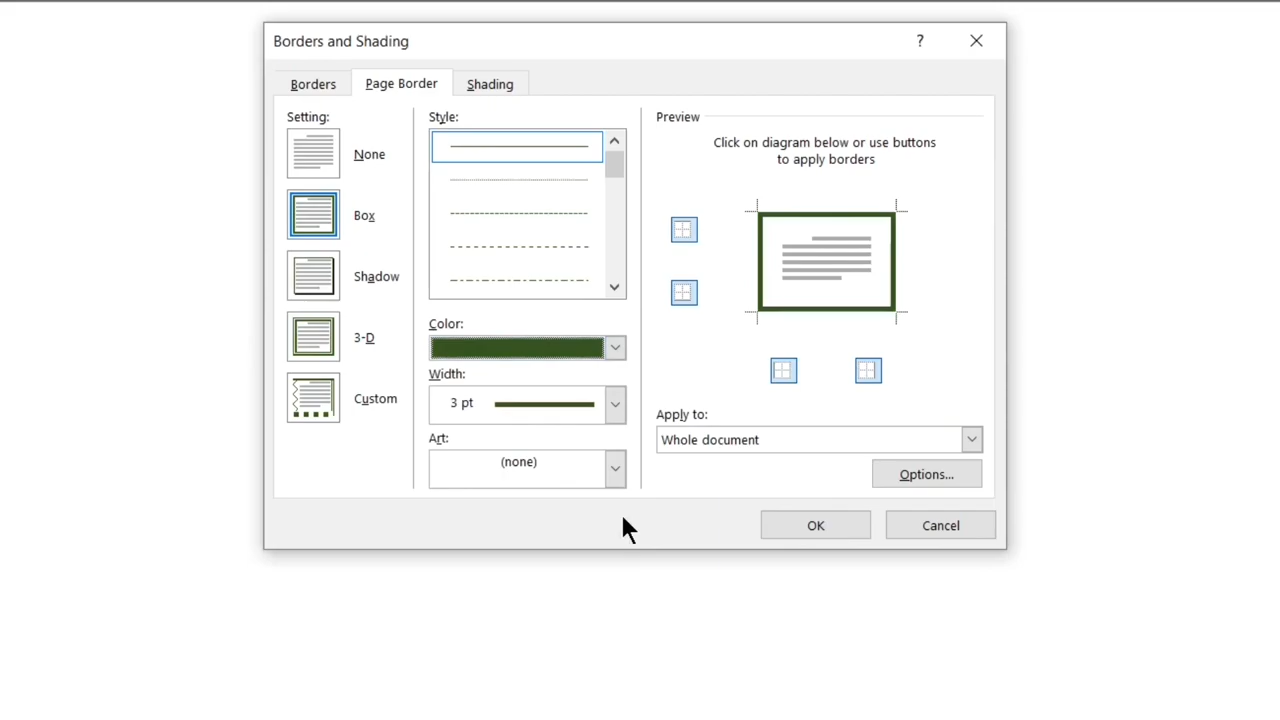 Borders and Shading
?
Borders
Page Border
Shading
Setting:
None
Box
Shadow
3-D
Custom
Style:
Color:
Width:
3 pt
Art:
(none)
Preview
Click on diagram below or use buttons
to apply borders
Apply to:
Whole document
Options...
OK
Cancel